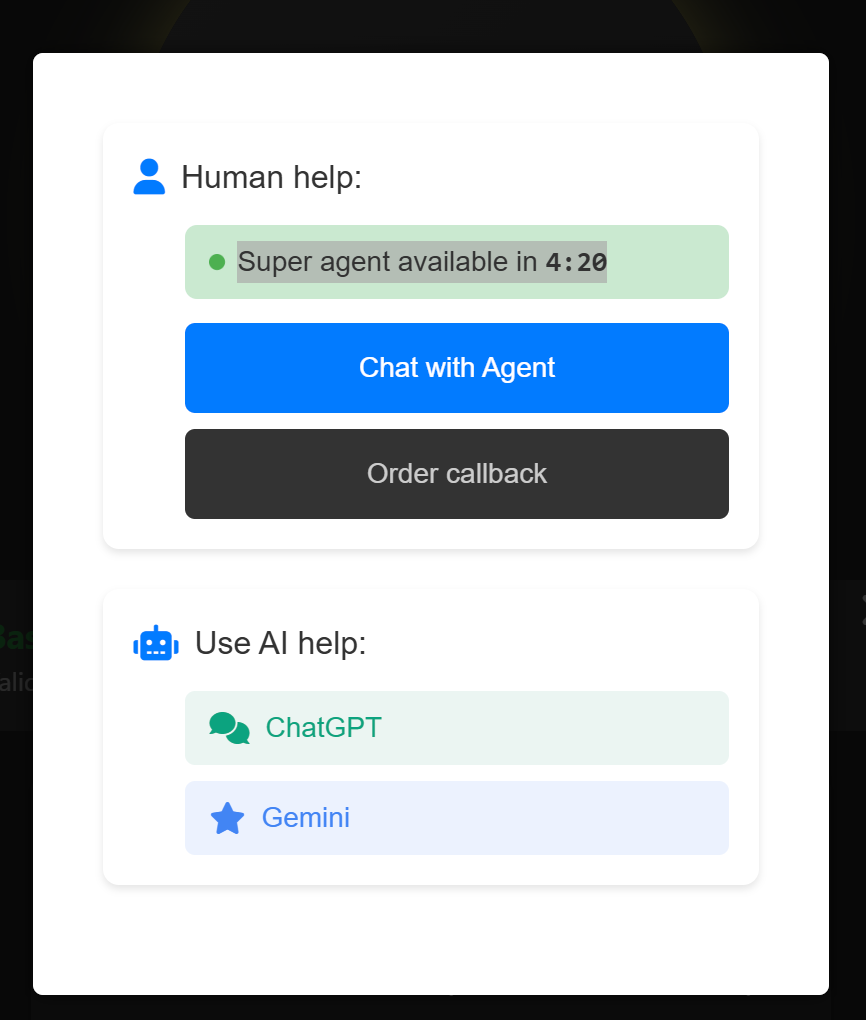 Human help:
Super agent available in 4:20
Chat with Agent
Order callback
Use AI help:
ChatGPT
Gemini